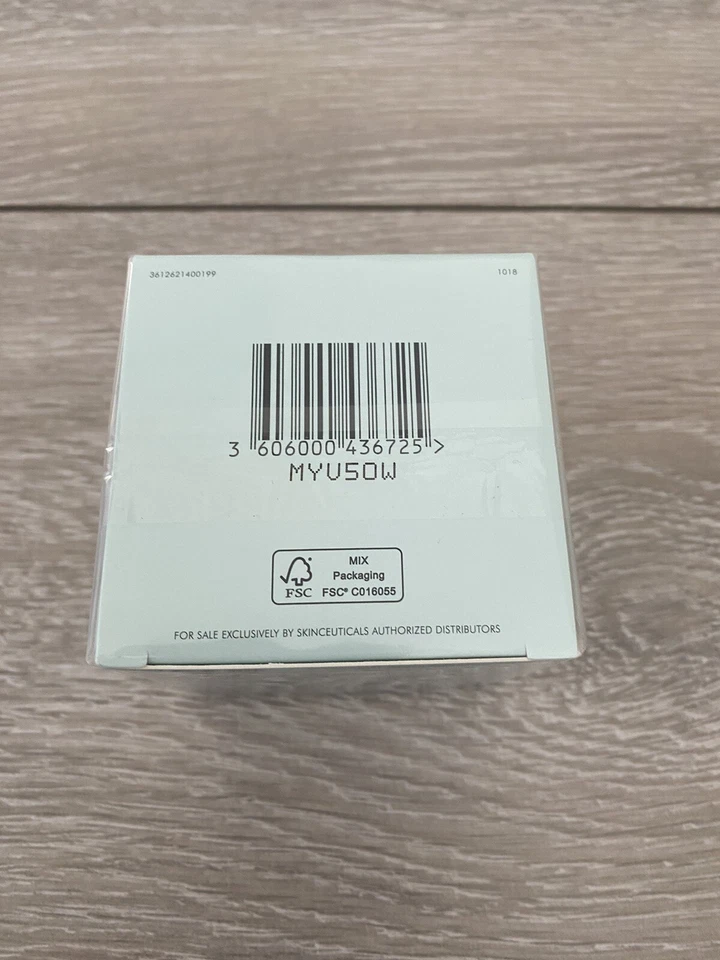 3612621400199 1018
3 606000 436725 >
MYV50W
MIX
Packaging
FSC FSC® C016055
FOR SALE EXCLUSIVELY BY SKINCEUTICALS AUTHORIZED DISTRIBUTORS